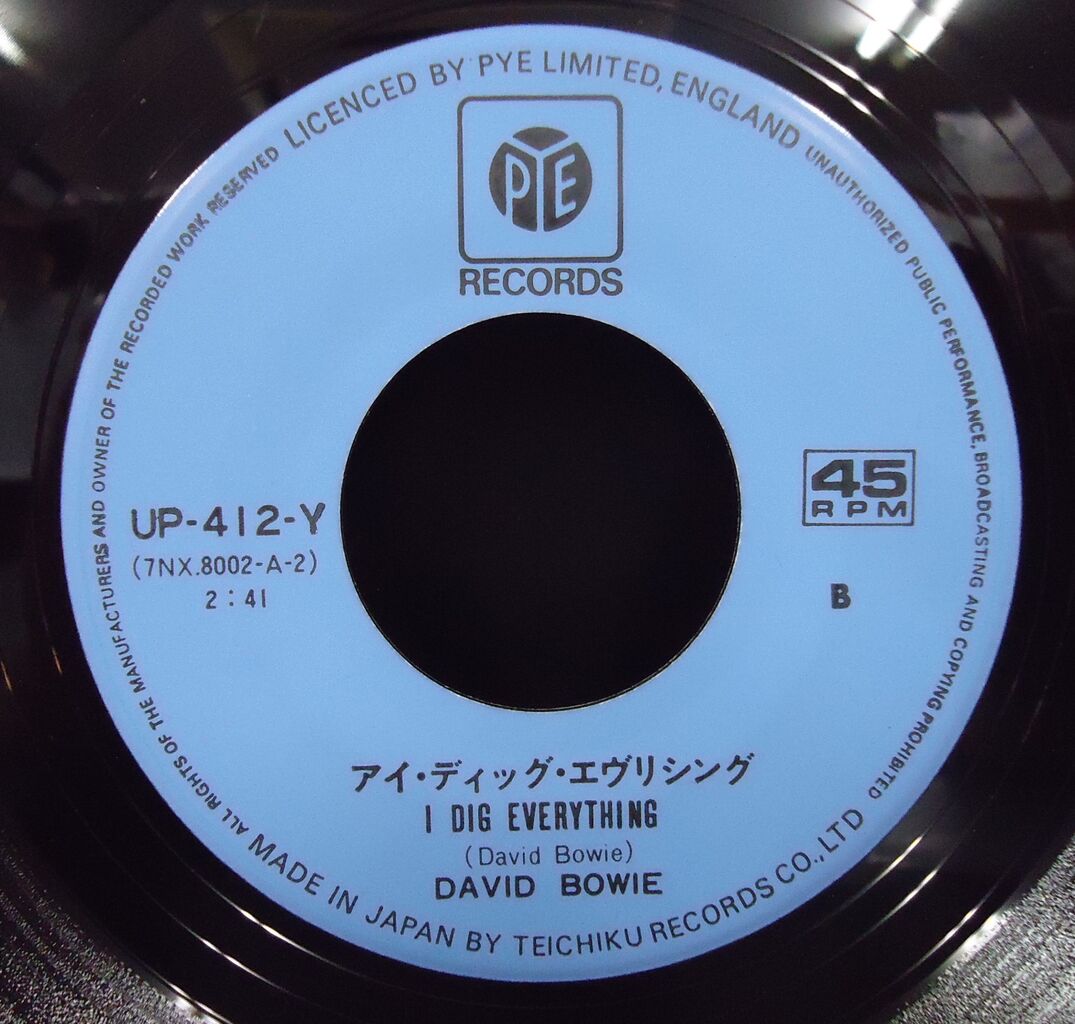 LICENCED BY PYE LIMITED, ENGLAND UNAUTHORIZED PUBLIC PERFORMANCE, BROADCASTING AND COPYING PROHIBITED
PYE
RECORDS
45
RPM
UP-412-Y
(7NX.8002-A-2)
2:41
B
アイ・ディッグ・エヴリシング
I DIG EVERYTHING
(David Bowie)
DAVID BOWIE
MADE IN JAPAN BY TEICHIKU RECORDS CO., LTD
ALL RIGHTS OF THE MANUFACTURERS AND OWNER OF THE RECORDED WORK RESERVED